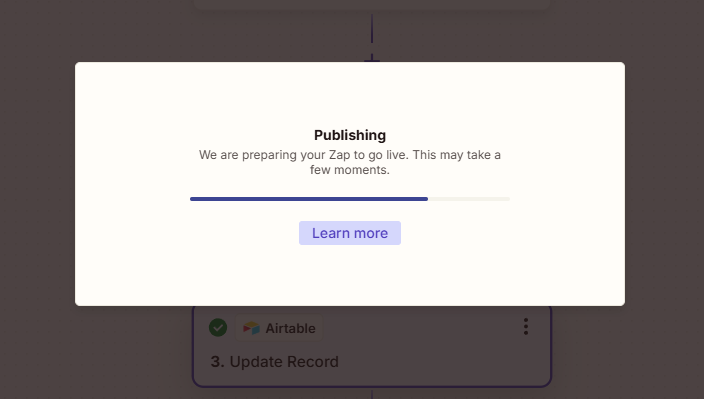 Publishing
We are preparing your Zap to go live. This may take a
few moments.
Learn more
Airtable
3. Update Record